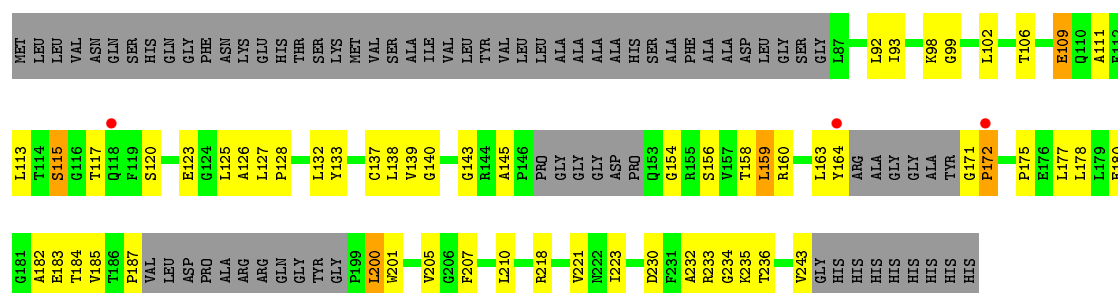 MET LEU LEU VAL ASN GLN SER HIS GLN GLY PHE ASN LYS GLU HIS THR SER LYS MET VAL SER ALA ILE VAL LEU TYR VAL LEU LEU ALA ALA ALA ALA ALA HIS SER ALA PHE ALA ALA ASP LEU GLY SER GLY L87 L92 I93 K98 G99 L102 T106 E109 Q110 A111
L113 T114 S115 G116 T117 Q118 F119 S120 E123 G124 L125 A126 L127 P128 L132 Y133 C137 L138 V139 G140 G143 R144 A145 P146 PRO GLY GLY GLY ASP PRO Q153 G154 R155 S156 V157 T158 L159 R160 L163 Y164 ARG ALA GLY GLY ALA TYR G171 P172 P175 E176 L177 L178 L179
G181 A182 E183 T184 V185 T186 P187 VAL LEU ASP PRO ALA ARG ARG GLN GLY TYR GLY P199 L200 W201 V205 G206 F207 L210 R218 V221 N222 I223 D230 F231 A232 R233 G234 K235 T236 V243 GLY HIS HIS HIS HIS HIS HIS HIS HIS